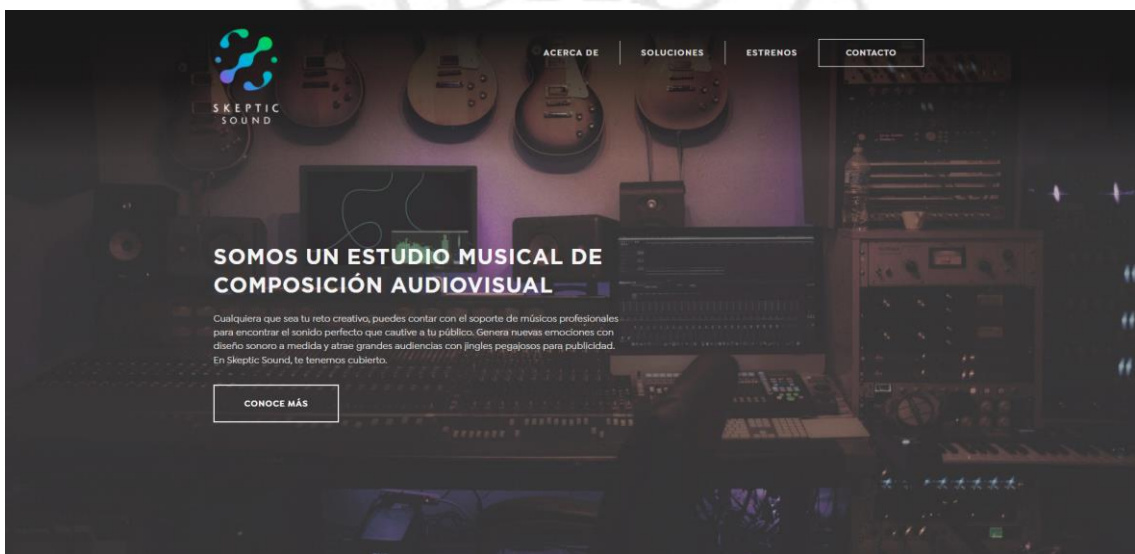 SKEPTIC
SOUND
ACERCA DE
SOLUCIONES
ESTRENOS
CONTACTO
SOMOS UN ESTUDIO MUSICAL DE
COMPOSICIÓN AUDIOVISUAL
Cualquiera que sea tu reto creativo, puedes contar con el soporte de músicos profesionales
para encontrar el sonido perfecto que cautive a tu público. Genera nuevas emociones con
diseño sonoro a medida y atrae grandes audiencias con jingles pegajosos para publicidad.
En Skeptic Sound, te tenemos cubierto.
CONOCE MÁS